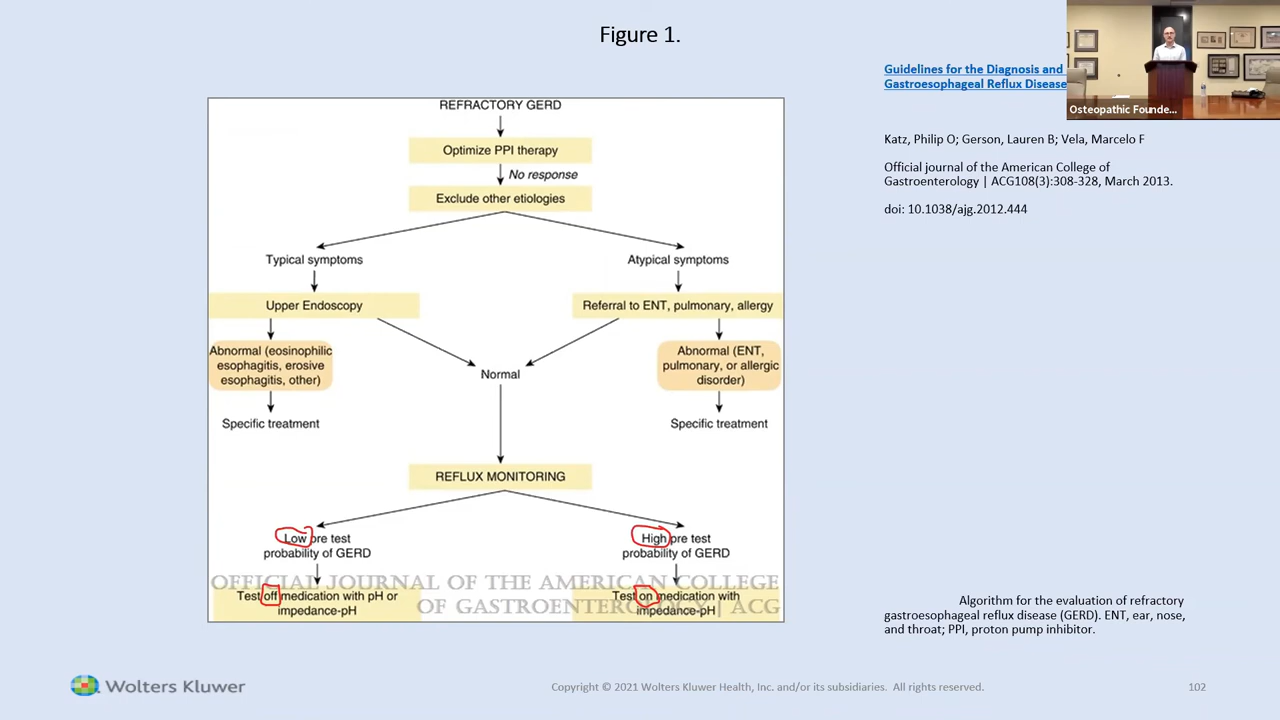 Figure 1.
Guidelines for the Diagnosis and
Gastroesophageal Reflux Disease
Osteopathic Founde...
Katz, Philip O; Gerson, Lauren B; Vela, Marcelo F
Official journal of the American College of
Gastroenterology | ACG108(3):308-328, March 2013.
doi: 10.1038/ajg.2012.444
REFRACTORY GERD
Optimize PPI therapy
No response
Exclude other etiologies
Typical symptoms
Atypical symptoms
Upper Endoscopy
Referral to ENT, pulmonary, allergy
Abnormal (eosinophilic
esophagitis, erosive
esophagitis, other)
Normal
Abnormal (ENT,
pulmonary, or allergic
disorder)
Specific treatment
Specific treatment
REFLUX MONITORING
Low pre test
probability of GERD
High pre test
probability of GERD
OFFICIAL JOURNAL OF THE AMERICAN COLLEGE
OF GASTROENTEROLOGY | ACG
Test off medication with pH or
impedance-pH
Test on medication with
impedance-pH
Algorithm for the evaluation of refractory
gastroesophageal reflux disease (GERD). ENT, ear, nose,
and throat; PPI, proton pump inhibitor.
Wolters Kluwer
Copyright © 2021 Wolters Kluwer Health, Inc. and/or its subsidiaries. All rights reserved.
102